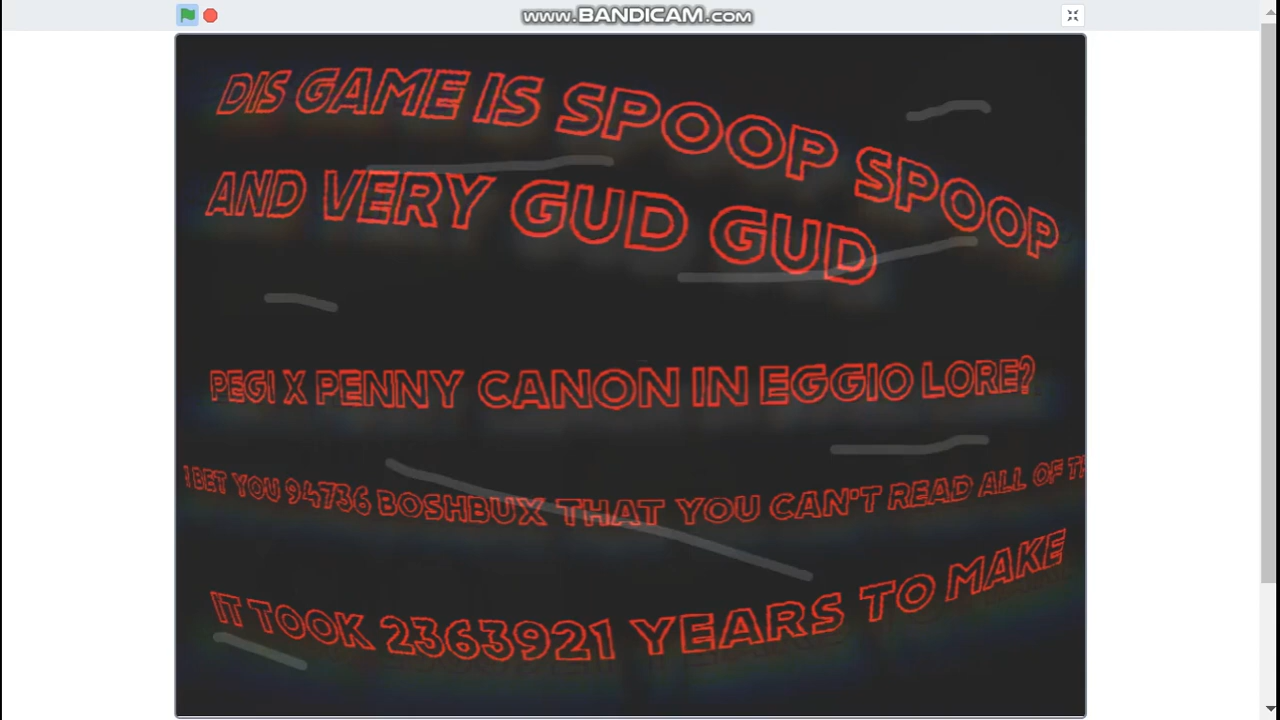 www.BANDICAM.com
DIS GAME IS SPOOP SPOOP
AND VERY GUD GUD
PEGI X PENNY CANON IN EGGIO LORE?
I BET YOU 94736 BOSHBUX THAT YOU CAN'T READ ALL OF
IT TOOK 2363921 YEARS TO MAKE